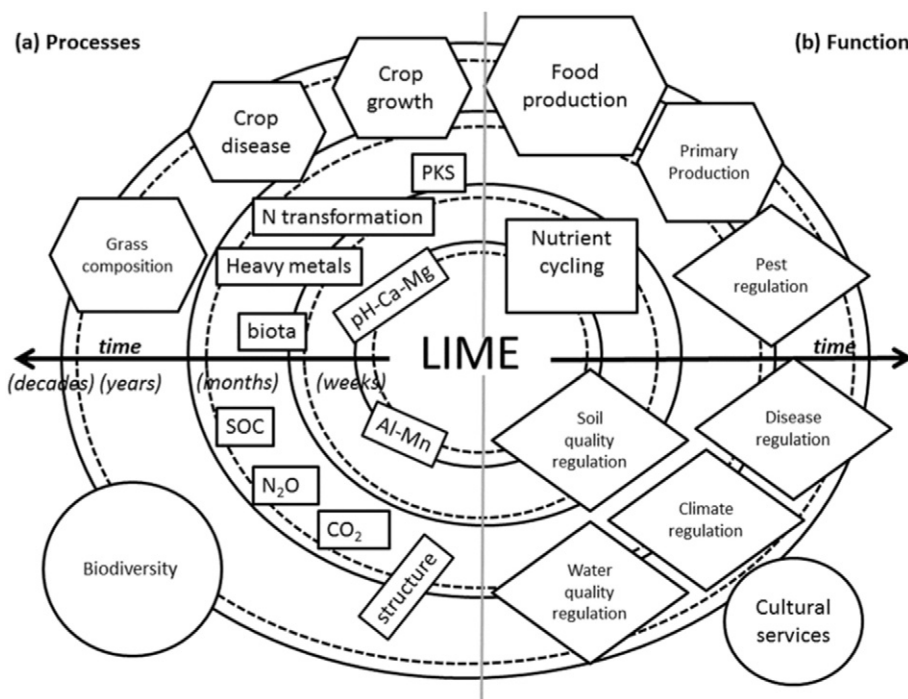 (a) Processes
(b) Function
Crop
growth
Food
production
Crop
disease
Primary
Production
PKS
N transformation
Nutrient
cycling
Grass
composition
Heavy metals
Pest
regulation
pH-Ca-Mg
biota
time
LIME
time
(decades) (years)
(months)
(weeks)
SOC
Al-Mn
Soil
quality
regulation
Disease
regulation
N₂O
CO₂
Climate
regulation
Biodiversity
structure
Water
quality
regulation
Cultural
services